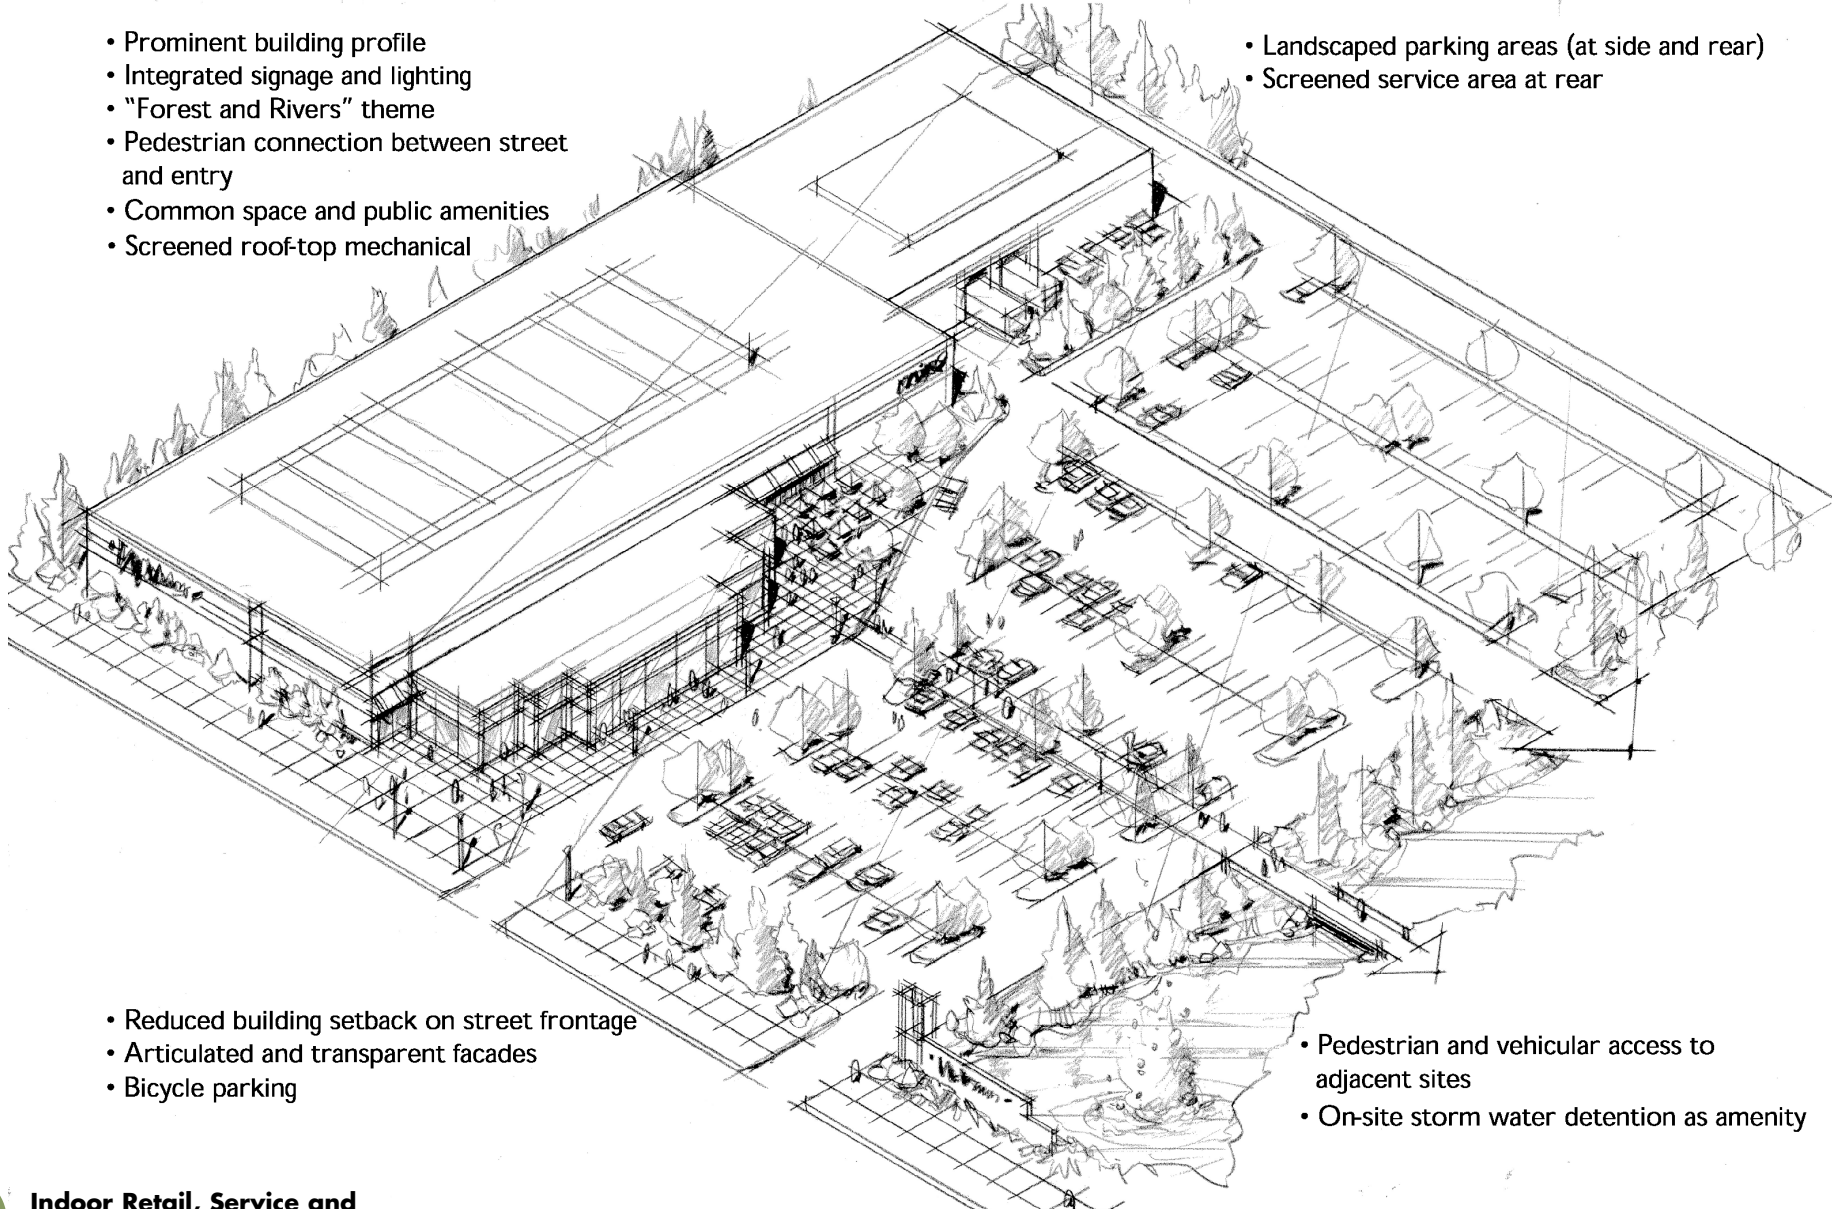 • Prominent building profile
• Integrated signage and lighting
• “Forest and Rivers” theme
• Pedestrian connection between street
and entry
• Common space and public amenities
• Screened roof-top mechanical
• Landscaped parking areas (at side and rear)
• Screened service area at rear
• Reduced building setback on street frontage
• Articulated and transparent facades
• Bicycle parking
• Pedestrian and vehicular access to
adjacent sites
• On-site storm water detention as amenity
Indoor Retail, Service and